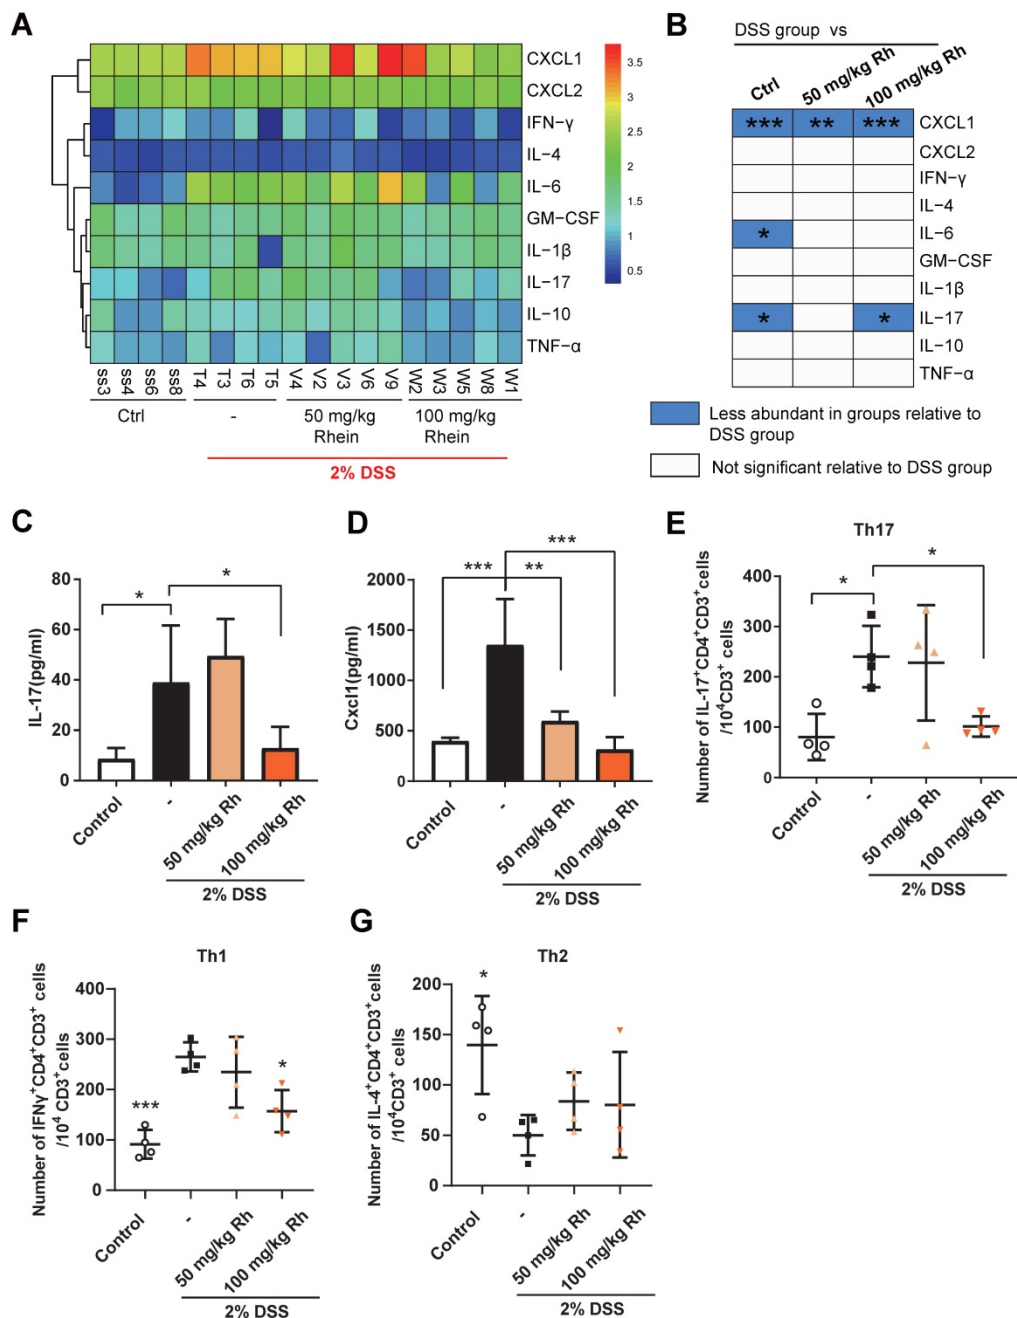 A
CXCL1
CXCL2
IFN−γ
IL−4
IL−6
GM−CSF
IL−1β
IL−17
IL−10
TNF−α
3.5
3
2.5
2
1.5
1
0.5
ss3 ss4 ss6 ss8 T4 T3 T6 T5 V4 V2 V3 V6 V9 W2 W3 W5 W8 W1
Ctrl - 50 mg/kg Rhein 100 mg/kg Rhein
2% DSS
B
DSS group vs
Ctrl 50 mg/kg Rh 100 mg/kg Rh
*** ** *** CXCL1
CXCL2
IFN−γ
IL−4
* IL−6
GM−CSF
IL−1β
* * IL−17
IL−10
TNF−α
Less abundant in groups relative to
DSS group
Not significant relative to DSS group
C
IL-17(pg/ml)
80
60
40
20
0
* *
Control - 50 mg/kg Rh 100 mg/kg Rh
2% DSS
D
Cxcl1(pg/ml)
2000
1500
1000
500
0
***
*** **
Control - 50 mg/kg Rh 100 mg/kg Rh
2% DSS
E
Th17
Number of IL-17⁺CD4⁺CD3⁺cells
/10⁴CD3⁺ cells
400
300
200
100
0
* *
Control - 50 mg/kg Rh 100 mg/kg Rh
2% DSS
F
Th1
Number of IFNγ⁺CD4⁺CD3⁺ cells
/10⁴ CD3⁺cells
400
300
200
100
0
*** *
Control - 50 mg/kg Rh 100 mg/kg Rh
2% DSS
G
Th2
Number of IL-4⁺CD4⁺CD3⁺cells
/10⁴CD3⁺ cells
200
150
100
50
0
*
Control - 50 mg/kg Rh 100 mg/kg Rh
2% DSS